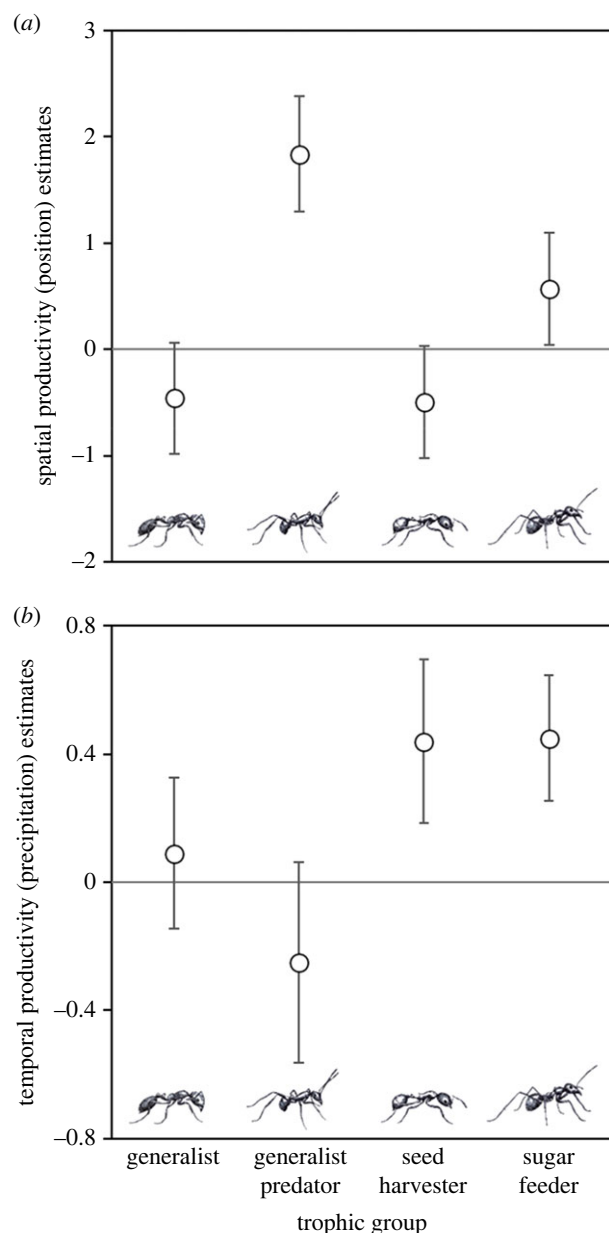 (a)
3
2
1
0
–1
–2
spatial productivity (position) estimates
(b)
0.8
0.4
0
–0.4
–0.8
temporal productivity (precipitation) estimates
generalist
generalist
predator
seed
harvester
sugar
feeder
trophic group